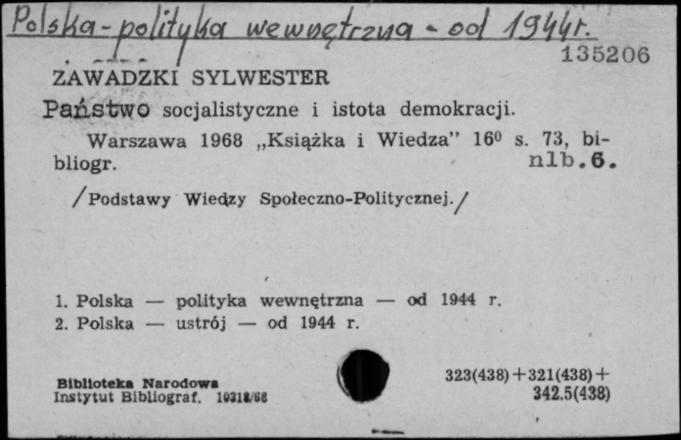 Polska - polityka wewnętrzna - od 1944r.
135206
ZAWADZKI SYLWESTER
Państwo socjalistyczne i istota demokracji.
Warszawa 1968 „Książka i Wiedza” 16⁰ s. 73, bi-
bliogr. nlb.6.
/Podstawy Wiedzy Społeczno-Politycznej./
1. Polska — polityka wewnętrzna — od 1944 r.
2. Polska — ustrój — od 1944 r.
323(438)+321(438)+
Biblioteka Narodowa
Instytut Bibliograf. 10318/68 342.5(438)